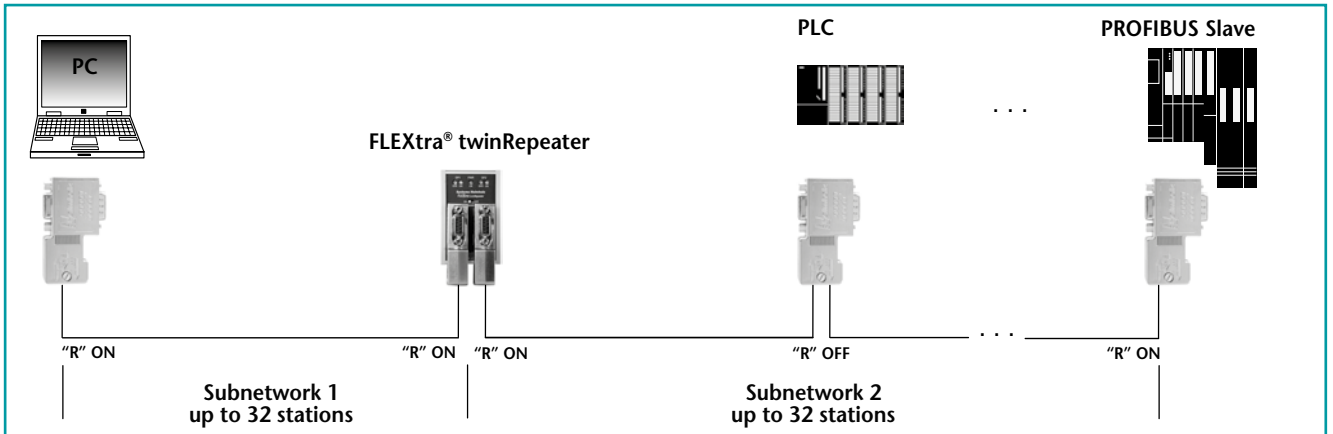 PLC
PROFIBUS Slave
PC
. . .
FLEXtra® twinRepeater
. . .
“R” ON
“R” ON
“R” ON
“R” OFF
“R” ON
Subnetwork 1
up to 32 stations
Subnetwork 2
up to 32 stations